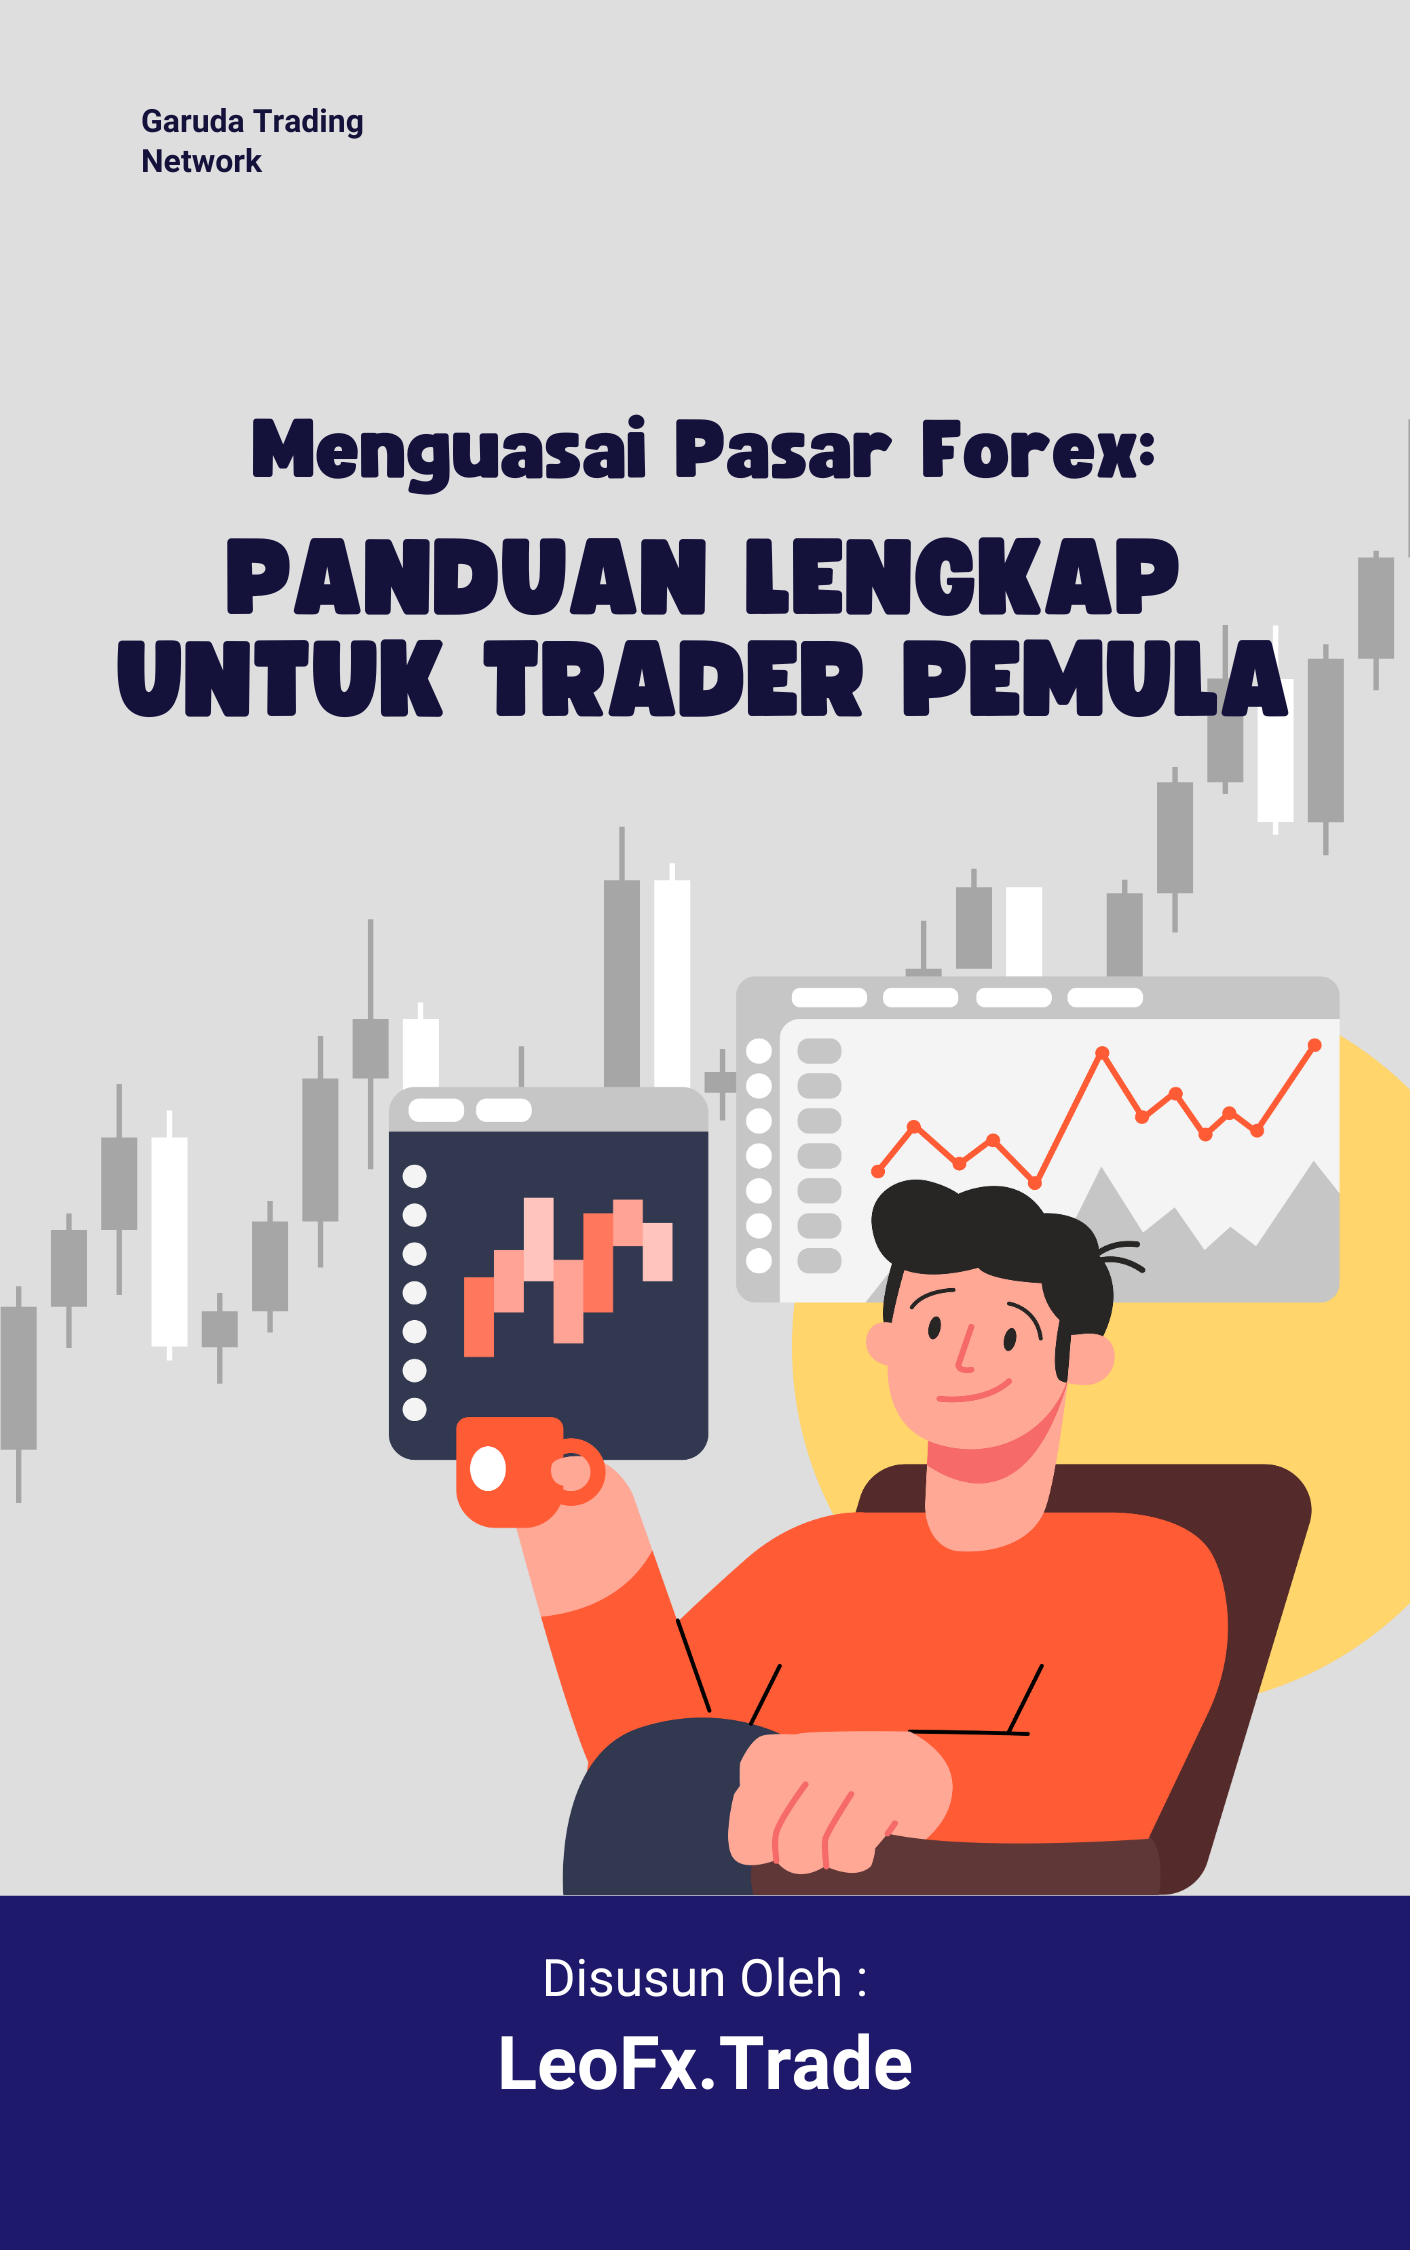 Garuda Trading
Network
Menguasai Pasar Forex:
PANDUAN LENGKAP
UNTUK TRADER PEMULA
Disusun Oleh :
LeoFx.Trade